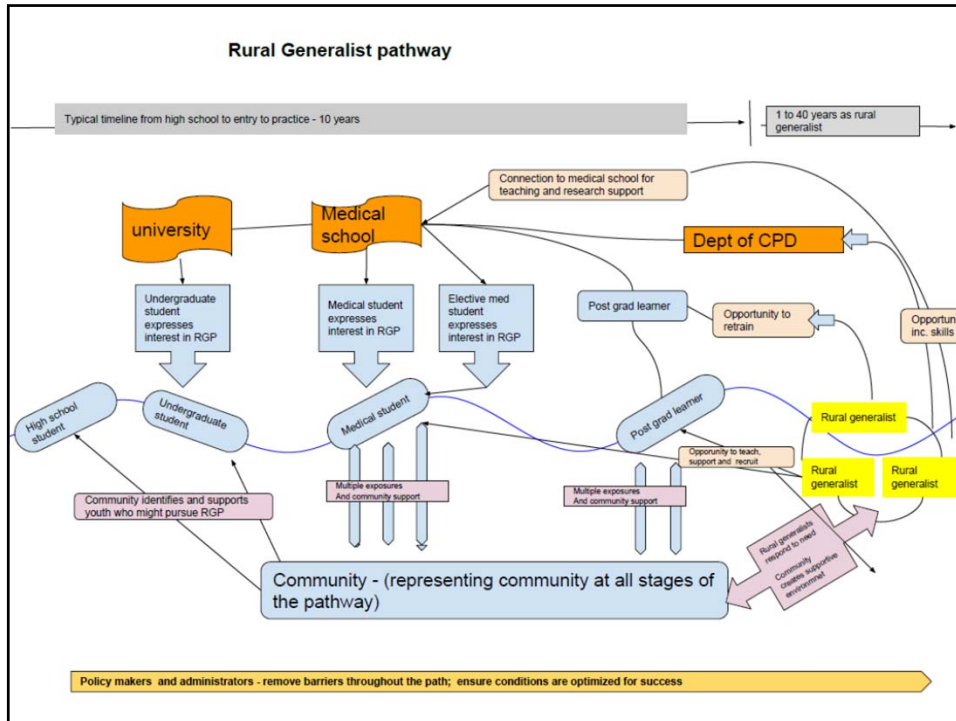 Rural Generalist pathway
Typical timeline from high school to entry to practice - 10 years
1 to 40 years as rural
generalist
Connection to medical school for
teaching and research support
university
Medical
school
Dept of CPD
Undergraduate
student
expresses
interest in RGP
Medical student
expresses
interest in RGP
Elective med
student
expresses
interest in RGP
Post grad learner
Opportunity to
retrain
Opportun
inc. skills
High school
student
Undergraduate
student
Medical student
Post grad learner
Rural generalist
Rural
generalist
Rural
generalist
Opporunity to teach,
support and recruit
Community identifies and supports
youth who might pursue RGP
Multiple exposures
And community support
Multiple exposures
And community support
Rural generalists
respond to need
Community
creates supportive
environmnet
Community - (representing community at all stages of
the pathway)
Policy makers and administrators - remove barriers throughout the path; ensure conditions are optimized for success